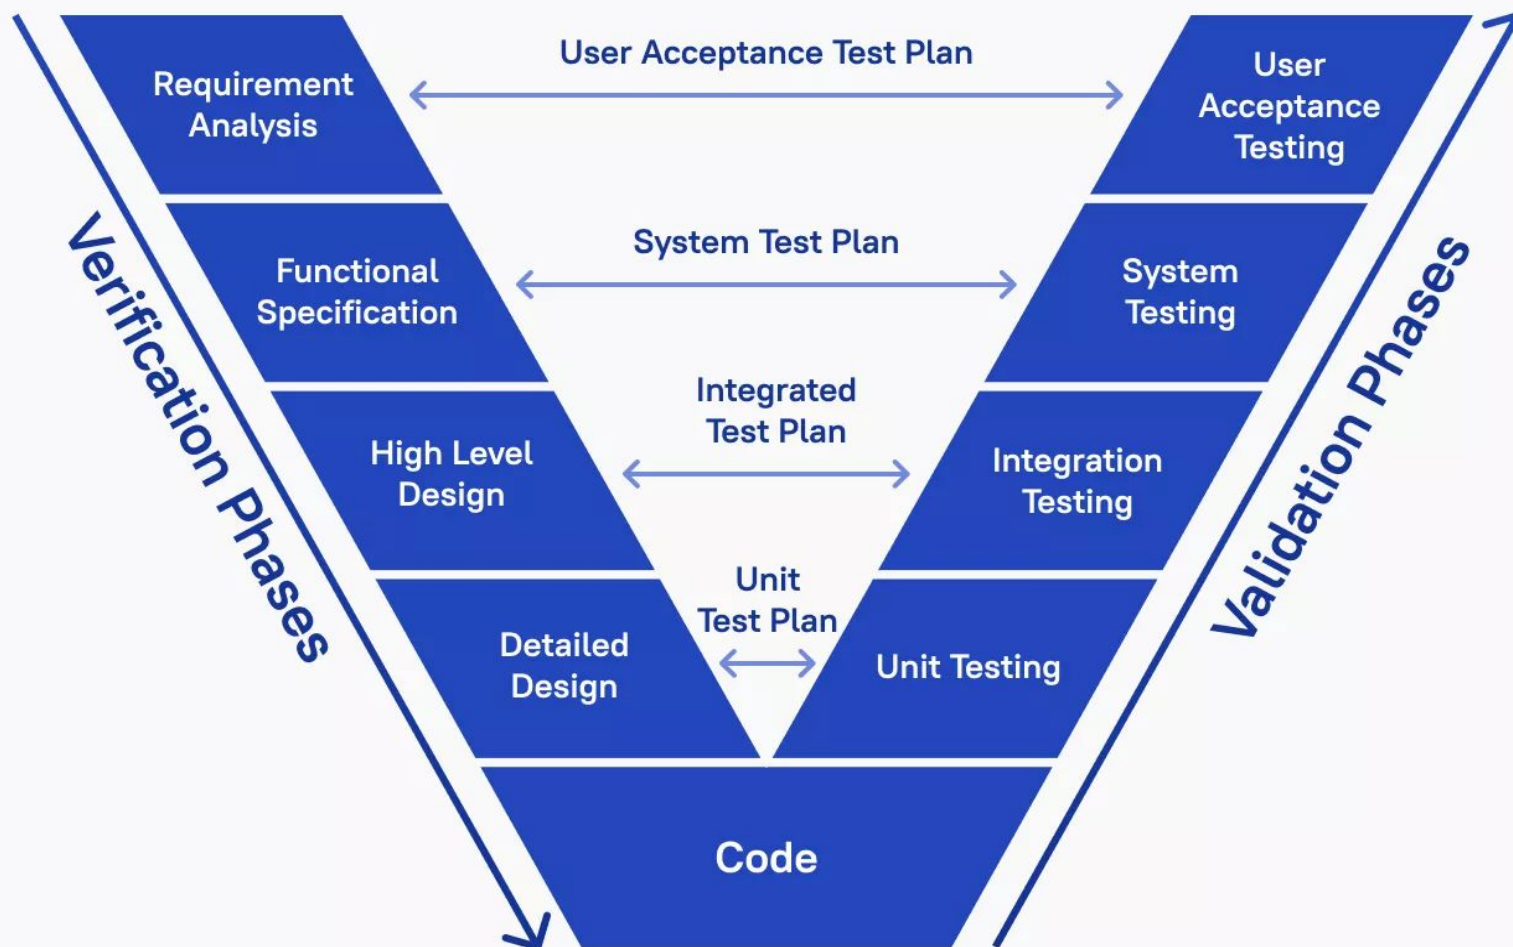 User Acceptance Test Plan
Requirement
Analysis
User
Acceptance
Testing
System Test Plan
Functional
Specification
System
Testing
Integrated
Test Plan
High Level
Design
Integration
Testing
Unit
Test Plan
Detailed
Design
Unit Testing
Code
Verification Phases
Validation Phases